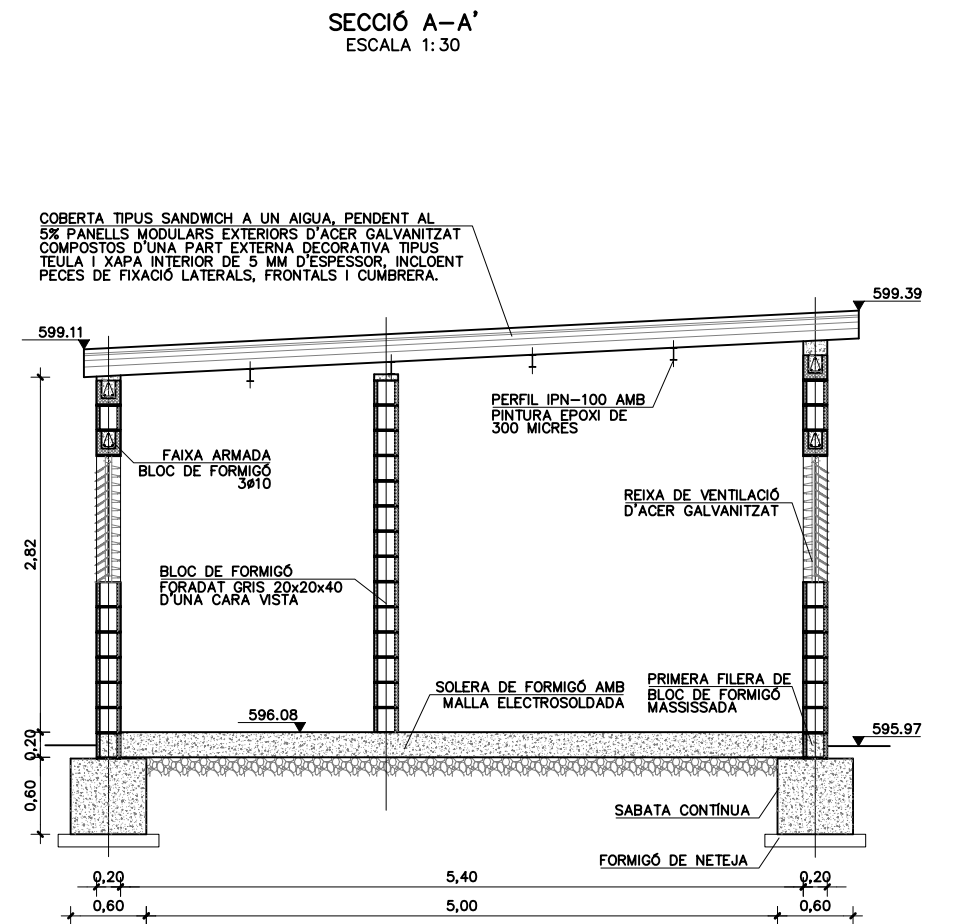 SECCIÓ A–A'
ESCALA 1:30
COBERTA TIPUS SANDWICH A UN AIGUA, PENDENT AL
5% PANELLS MODULARS EXTERIORS D'ACER GALVANITZAT
COMPOSTOS D'UNA PART EXTERNA DECORATIVA TIPUS
TEULA I XAPA INTERIOR DE 5 MM D'ESPESSOR, INCLOENT
PECES DE FIXACIÓ LATERALS, FRONTALS I CUMBRERA.
599.39
599.11
PERFIL IPN–100 AMB
PINTURA EPOXI DE
300 MICRES
FAIXA ARMADA
BLOC DE FORMIGÓ
3ø10
REIXA DE VENTILACIÓ
D'ACER GALVANITZAT
2,82
BLOC DE FORMIGÓ
FORADAT GRIS 20x20x40
D'UNA CARA VISTA
SOLERA DE FORMIGÓ AMB
MALLA ELECTROSOLDADA
PRIMERA FILERA DE
BLOC DE FORMIGÓ
MASSISSADA
596.08
595.97
0,20
0,60
SABATA CONTÍNUA
FORMIGÓ DE NETEJA
0,20 5,40 0,20
0,60 5,00 0,60